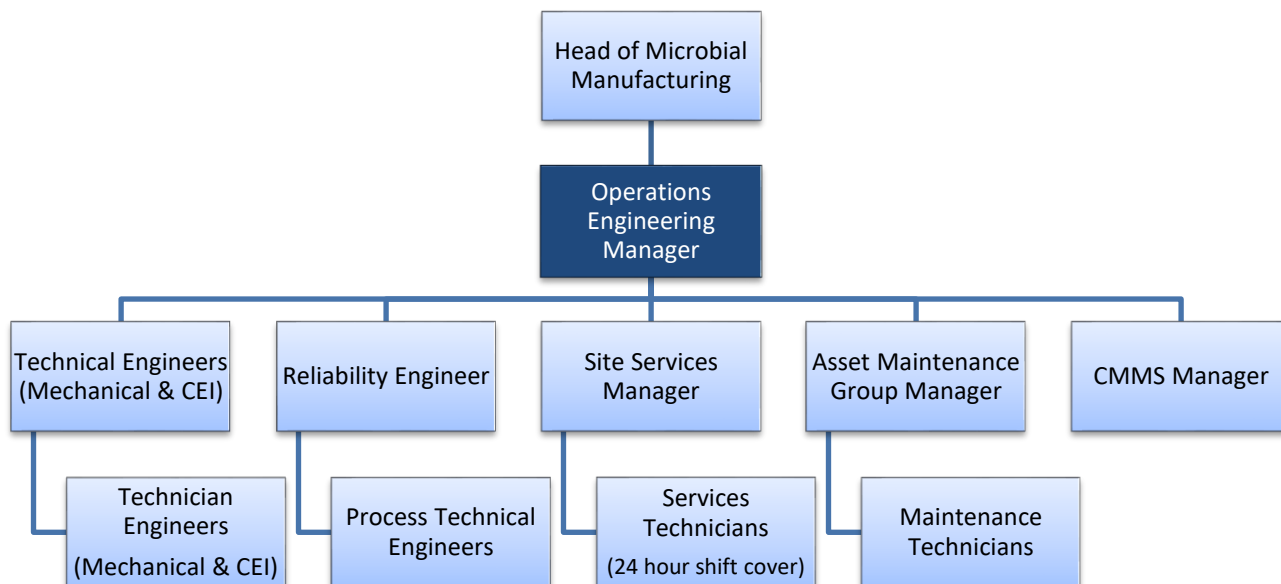 Head of Microbial
Manufacturing
Operations
Engineering
Manager
Technical Engineers
(Mechanical & CEI)
Reliability Engineer
Site Services
Manager
Asset Maintenance
Group Manager
CMMS Manager
Technician
Engineers
(Mechanical & CEI)
Process Technical
Engineers
Services
Technicians
(24 hour shift cover)
Maintenance
Technicians